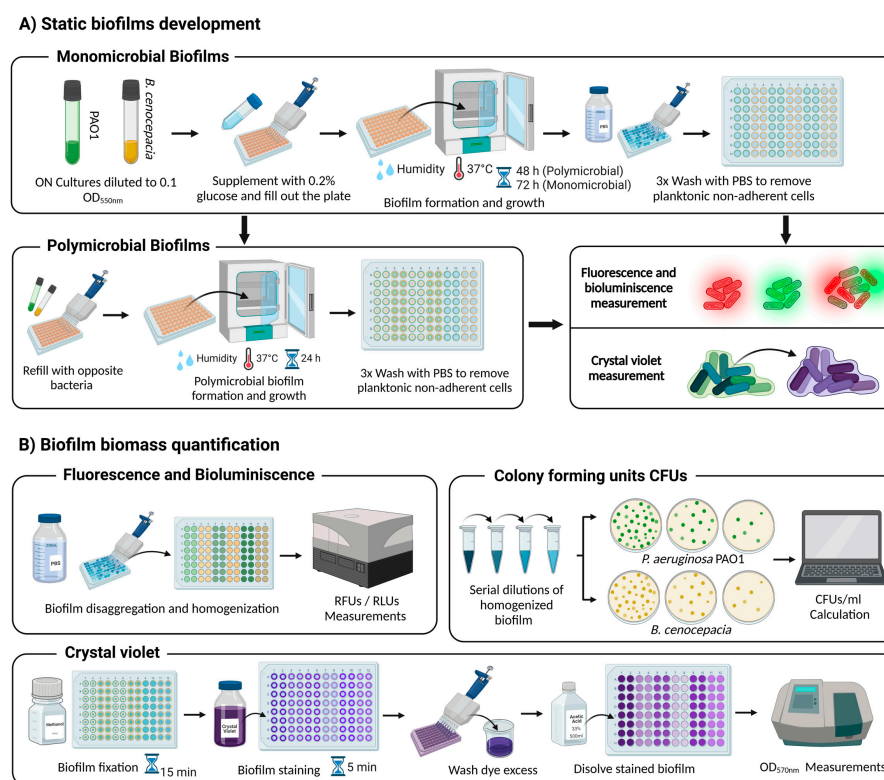 A) Static biofilms development
Monomicrobial Biofilms
PAO1
B. cenocepacia
PBS
Humidity
37°C
48 h (Polymicrobial)
72 h (Monomicrobial)
ON Cultures diluted to 0.1
OD550nm
Supplement with 0.2%
glucose and fill out the plate
Biofilm formation and growth
3x Wash with PBS to remove
planktonic non-adherent cells
Polymicrobial Biofilms
Humidity
37°C
24 h
Refill with opposite
bacteria
Polymicrobial biofilm
formation and growth
3x Wash with PBS to remove
planktonic non-adherent cells
Fluorescence and
bioluminiscence
measurement
Crystal violet
measurement
B) Biofilm biomass quantification
Fluorescence and Bioluminiscence
PBS
Biofilm disaggregation and homogenization
RFUs / RLUs
Measurements
Colony forming units CFUs
Serial dilutions of
homogenized
biofilm
P. aeruginosa PAO1
B. cenocepacia
CFUs/ml
Calculation
Crystal violet
Methanol
Crystal
Violet
Acetic
Acid
33%
500ml
Biofilm fixation
15 min
Biofilm staining
5 min
Wash dye excess
Disolve stained biofilm
OD570nm Measurements